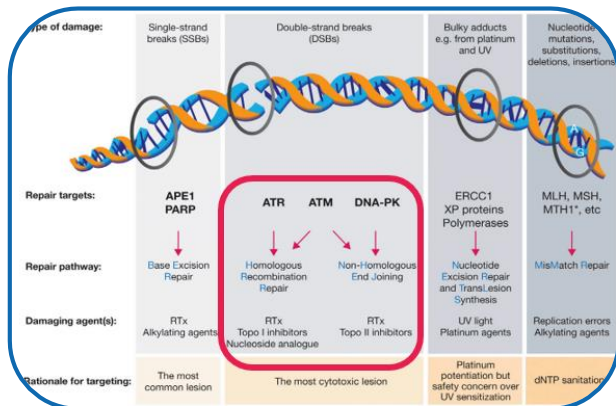 Type of damage:
Single-strand
breaks (SSBs)
Double-strand breaks
(DSBs)
Bulky adducts
e.g. from platinum
and UV
Nucleotide
mutations,
substitutions,
deletions, insertions
A
G
Repair targets:
APE1
PARP
ATR
ATM
DNA-PK
ERCC1
XP proteins
Polymerases
MLH, MSH,
MTH1*, etc
Repair pathway:
Base Excision
Repair
Homologous
Recombination
Repair
Non-Homologous
End Joining
Nucleotide
Excision Repair
and TransLesion
Synthesis
MisMatch Repair
Damaging agent(s):
RTx
Alkylating agents
RTx
Topo I inhibitors
Nucleoside analogue
RTx
Topo II inhibitors
UV light
Platinum agents
Replication errors
Alkylating agents
Rationale for targeting:
The most
common lesion
The most cytotoxic lesion
Platinum
potentiation but
safety concern over
UV sensitization
dNTP sanitation